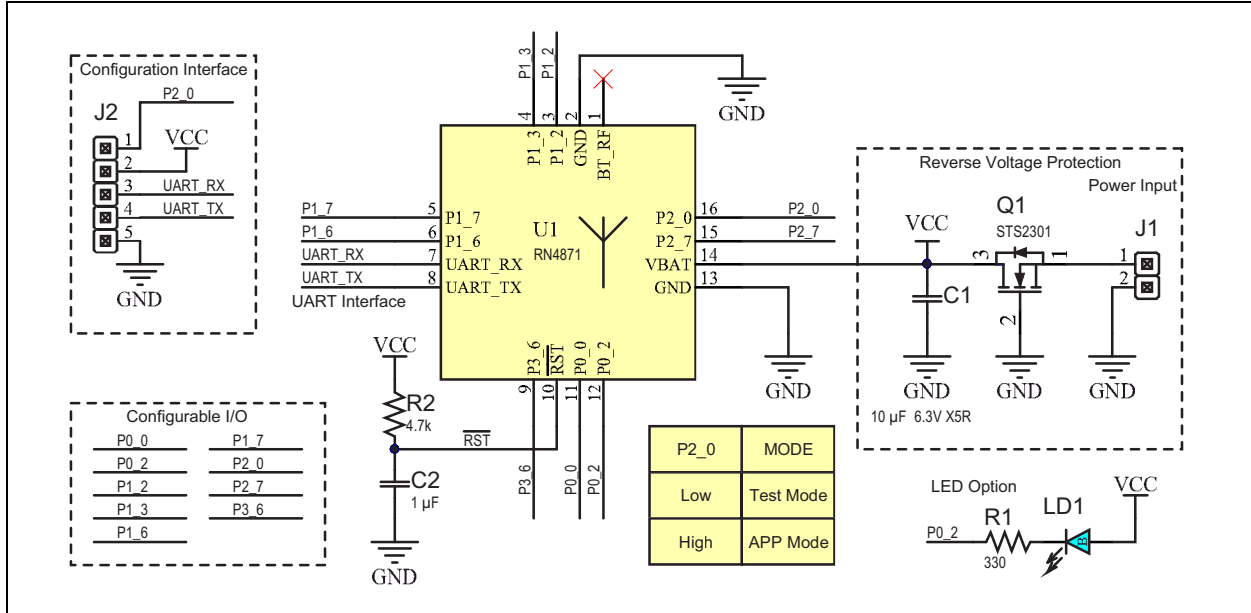 Configuration Interface
J2
P2_0
1
VCC
2
UART_RX
3
UART_TX
4
5
GND
P1_3
P1_2
4
3
2
1
P1_3
P1_2
GND
BT_RF
GND
P1_7
5
P1_7
P1_6
6
P1_6
UART_RX
7
UART_RX
UART_TX
8
UART_TX
UART Interface
U1
RN4871
P2_0
16
P2_0
P2_7
15
P2_7
VBAT
14
GND
13
GND
P3_6
RST
P0_0
P0_2
9
10
11
12
P3_6
P0_0
P0_2
VCC
R2
4.7k
RST
C2
1 µF
GND
Reverse Voltage Protection
Power Input
VCC
Q1
STS2301
J1
3
1
2
1
2
C1
GND
GND
GND
10 µF 6.3V X5R
Configurable I/O
P0_0
P1_7
P0_2
P2_0
P1_2
P2_7
P1_3
P3_6
P1_6
P2_0 MODE
Low Test Mode
High APP Mode
LED Option
VCC
R1
LD1
P0_2
330
B